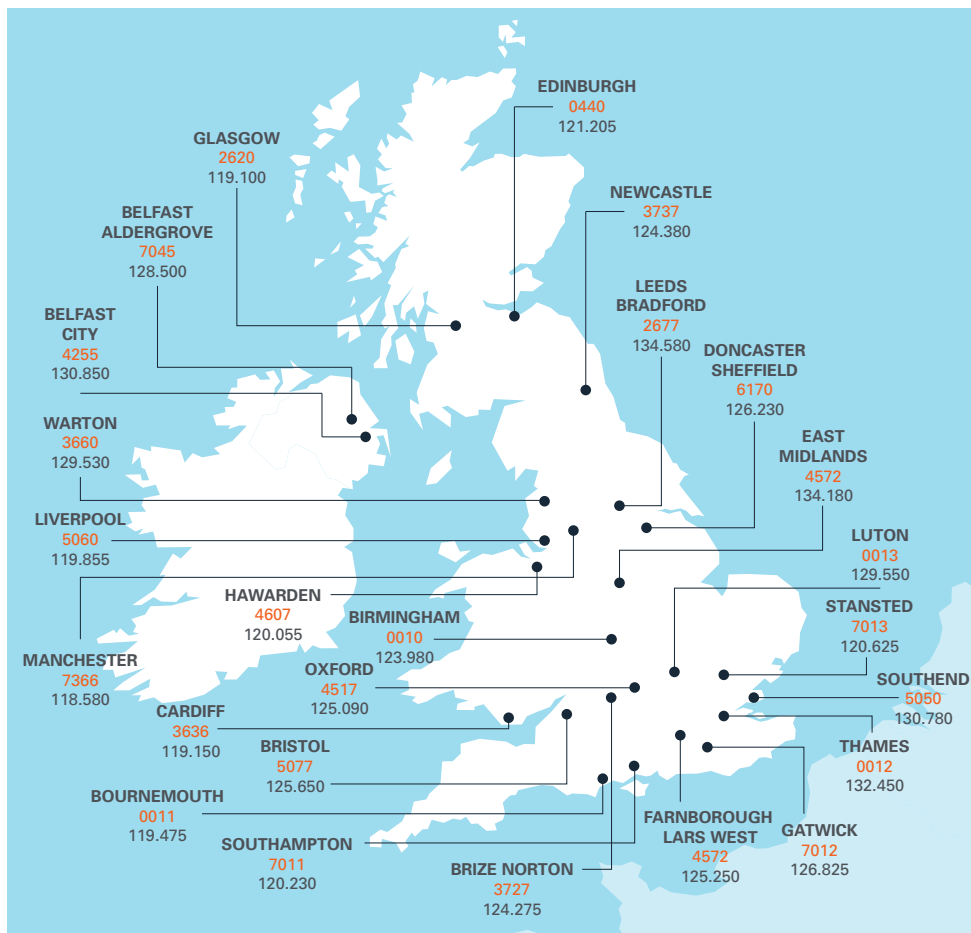 EDINBURGH
0440
121.205
GLASGOW
2620
119.100
NEWCASTLE
3737
124.380
BELFAST
ALDERGROVE
7045
128.500
LEEDS
BRADFORD
2677
134.580
BELFAST
CITY
4255
130.850
DONCASTER
SHEFFIELD
6170
126.230
WARTON
3660
129.530
EAST
MIDLANDS
4572
134.180
LIVERPOOL
5060
119.855
LUTON
0013
129.550
HAWARDEN
4607
120.055
STANSTED
7013
120.625
BIRMINGHAM
0010
123.980
MANCHESTER
7366
118.580
OXFORD
4517
125.090
SOUTHEND
5050
130.780
CARDIFF
3636
119.150
BRISTOL
5077
125.650
THAMES
0012
132.450
BOURNEMOUTH
0011
119.475
FARNBOROUGH
LARS WEST
4572
125.250
GATWICK
7012
126.825
SOUTHAMPTON
7011
120.230
BRIZE NORTON
3727
124.275